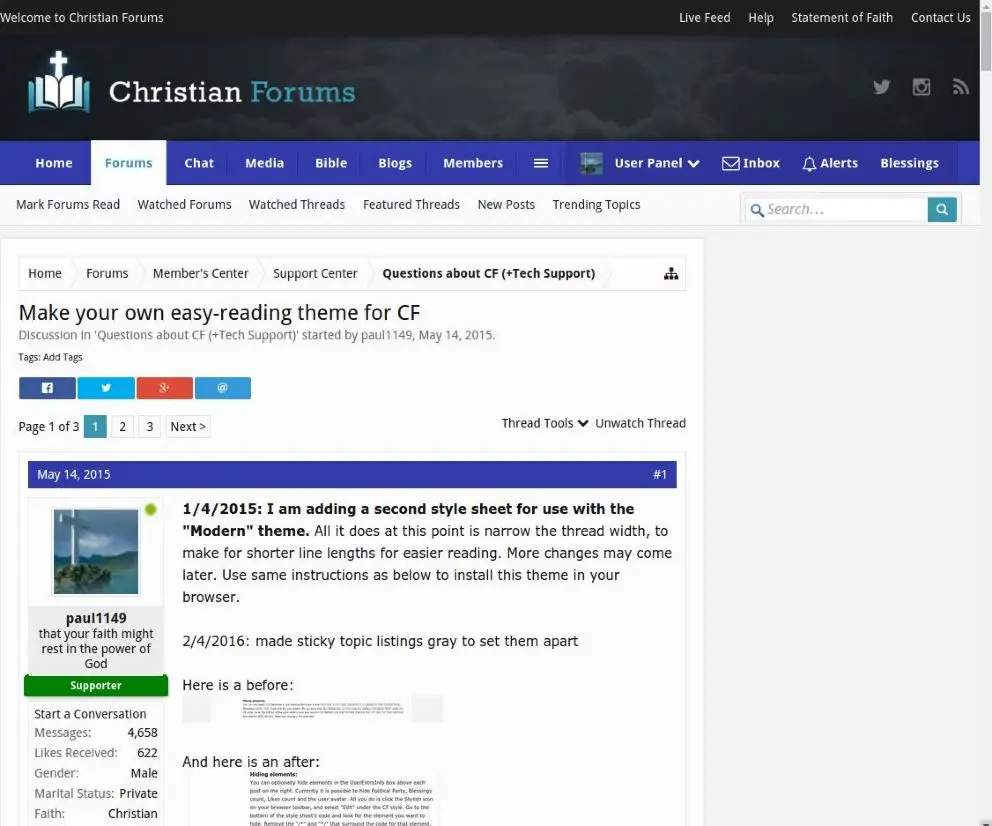 Welcome to Christian Forums
Live Feed Help Statement of Faith Contact Us
Christian Forums
Home Forums Chat Media Bible Blogs Members User Panel Inbox Alerts Blessings
Mark Forums Read Watched Forums Watched Threads Featured Threads New Posts Trending Topics
Search...
Home Forums Member's Center Support Center Questions about CF (+Tech Support)
Make your own easy-reading theme for CF
Discussion in 'Questions about CF (+Tech Support)' started by paul1149, May 14, 2015.
Tags: Add Tags
Page 1 of 3 1 2 3 Next >
Thread Tools Unwatch Thread
May 14, 2015 #1
paul1149
that your faith might
rest in the power of
God
Supporter
Start a Conversation
Messages: 4,658
Likes Received: 622
Gender: Male
Marital Status: Private
Faith: Christian
1/4/2015: I am adding a second style sheet for use with the
"Modern" theme. All it does at this point is narrow the thread width, to
make for shorter line lengths for easier reading. More changes may come
later. Use same instructions as below to install this theme in your
browser.
2/4/2016: made sticky topic listings gray to set them apart
Here is a before:
And here is an after:
Hiding elements:
You can optionally hide elements in the UserExtraInfo box above each
post on the right. Currently it is possible to hide Political Party, Blessings
count, Likes count and the user avatar. All you do is click the Stylish icon
on your browser toolbar, and select "Edit" under the CF style. Go to the
bottom of the style sheet's code and look for the element you want to
hide. Remove the "/*" and "*/" that surround the code for that element.